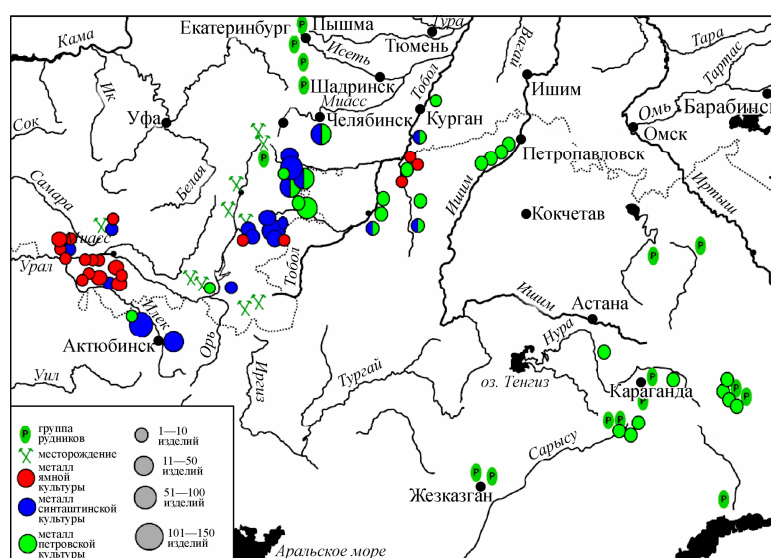 Екатеринбург
Пышма
Кама
Тура
Тюмень
Исеть
Вагай
Тара
Тартас
Шадринск
Тобол
Ик
Миасс
Ишим
Омь
Барабинск
Сок
Уфа
Челябинск
Курган
Омск
Белая
Петропавловск
Самара
Ишим
Иртыш
Кокчетав
Миасс
Урал
Тобол
Илек
Ишим
Астана
Орь
Нура
Актюбинск
Уил
Иргиз
Тургай
оз. Тенгиз
Караганда
Сарысу
Жезказган
Аральское море
Р группа
рудников
месторождение
металл
ямной
культуры
металл
синташтинской
культуры
металл
петровской
культуры
1—10
изделий
11—50
изделий
51—100
изделий
101—150
изделий